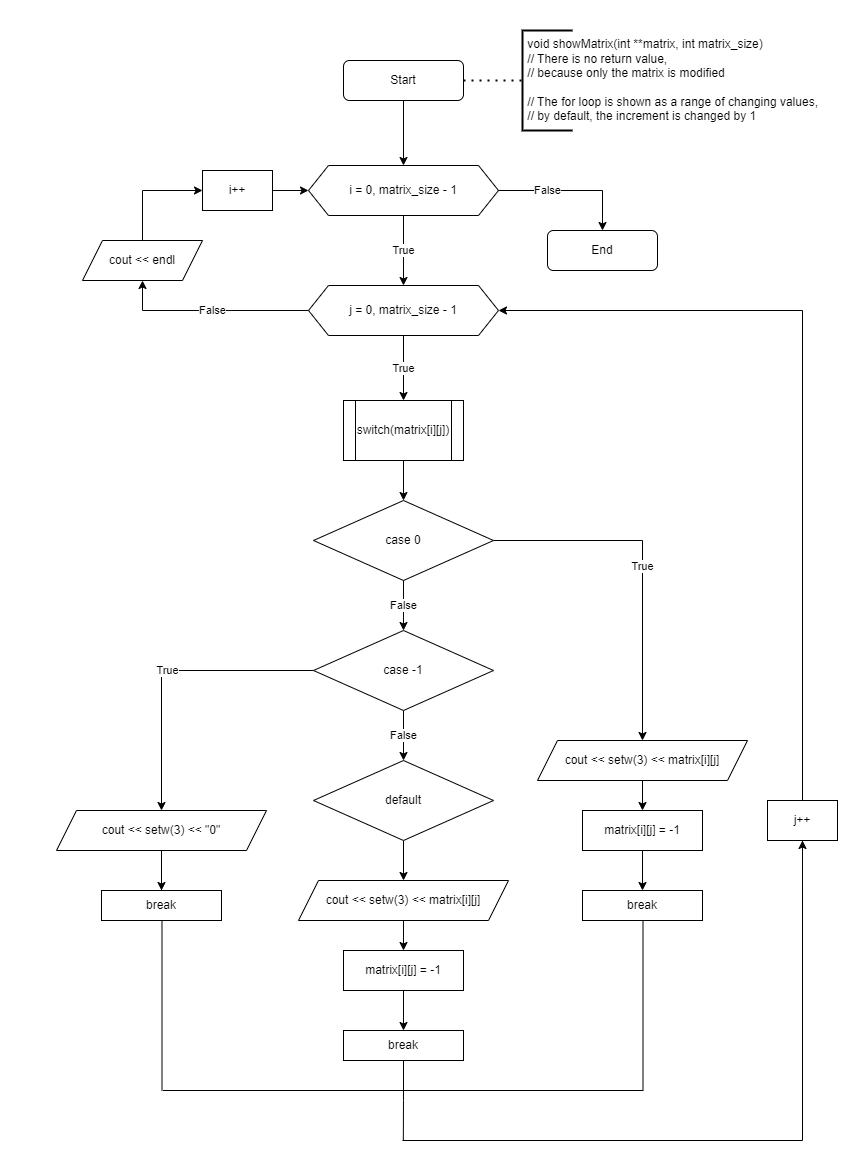 void showMatrix(int **matrix, int matrix_size)
// There is no return value,
// because only the matrix is modified
// The for loop is shown as a range of changing values,
// by default, the increment is changed by 1
Start
i++
i = 0, matrix_size - 1
False
End
True
cout << endl
False
j = 0, matrix_size - 1
True
switch(matrix[i][j])
case 0
True
False
case -1
True
False
cout << setw(3) << matrix[i][j]
default
cout << setw(3) << "0"
matrix[i][j] = -1
j++
cout << setw(3) << matrix[i][j]
break
break
matrix[i][j] = -1
break